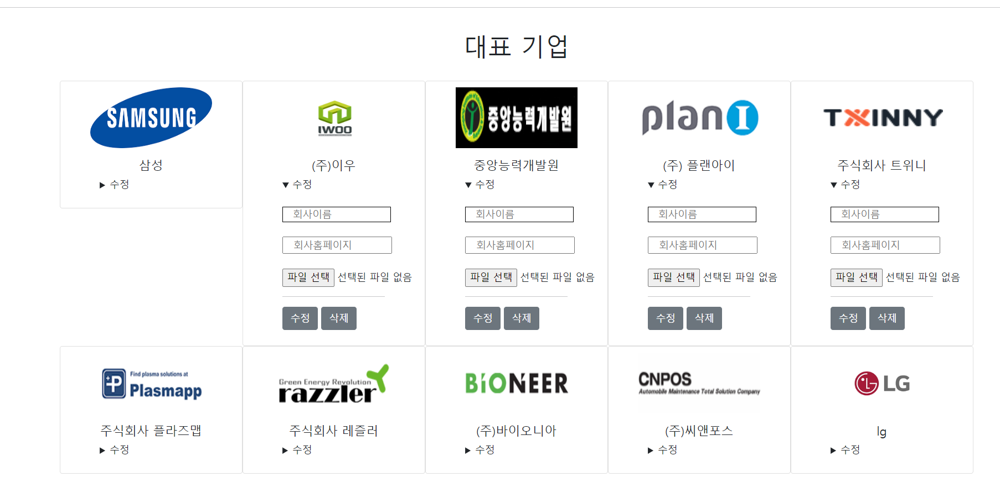 대표 기업
SAMSUNG
삼성
▶ 수정
IWOO
(주)이우
▼ 수정
회사이름
회사홈페이지
파일 선택 선택된 파일 없음
수정 삭제
중앙능력개발원
중앙능력개발원
▼ 수정
회사이름
회사홈페이지
파일 선택 선택된 파일 없음
수정 삭제
plan I
(주) 플랜아이
▼ 수정
회사이름
회사홈페이지
파일 선택 선택된 파일 없음
수정 삭제
TXINNY
주식회사 트위니
▼ 수정
회사이름
회사홈페이지
파일 선택 선택된 파일 없음
수정 삭제
Find plasma solutions at
Plasmapp
주식회사 플라즈맵
▶ 수정
Green Energy Revolution
razzler
주식회사 레즐러
▶ 수정
BiONEER
(주)바이오니아
▶ 수정
CNPOS
Automobile Maintenance Total Solution Company
(주)씨앤포스
▶ 수정
LG
lg
▶ 수정